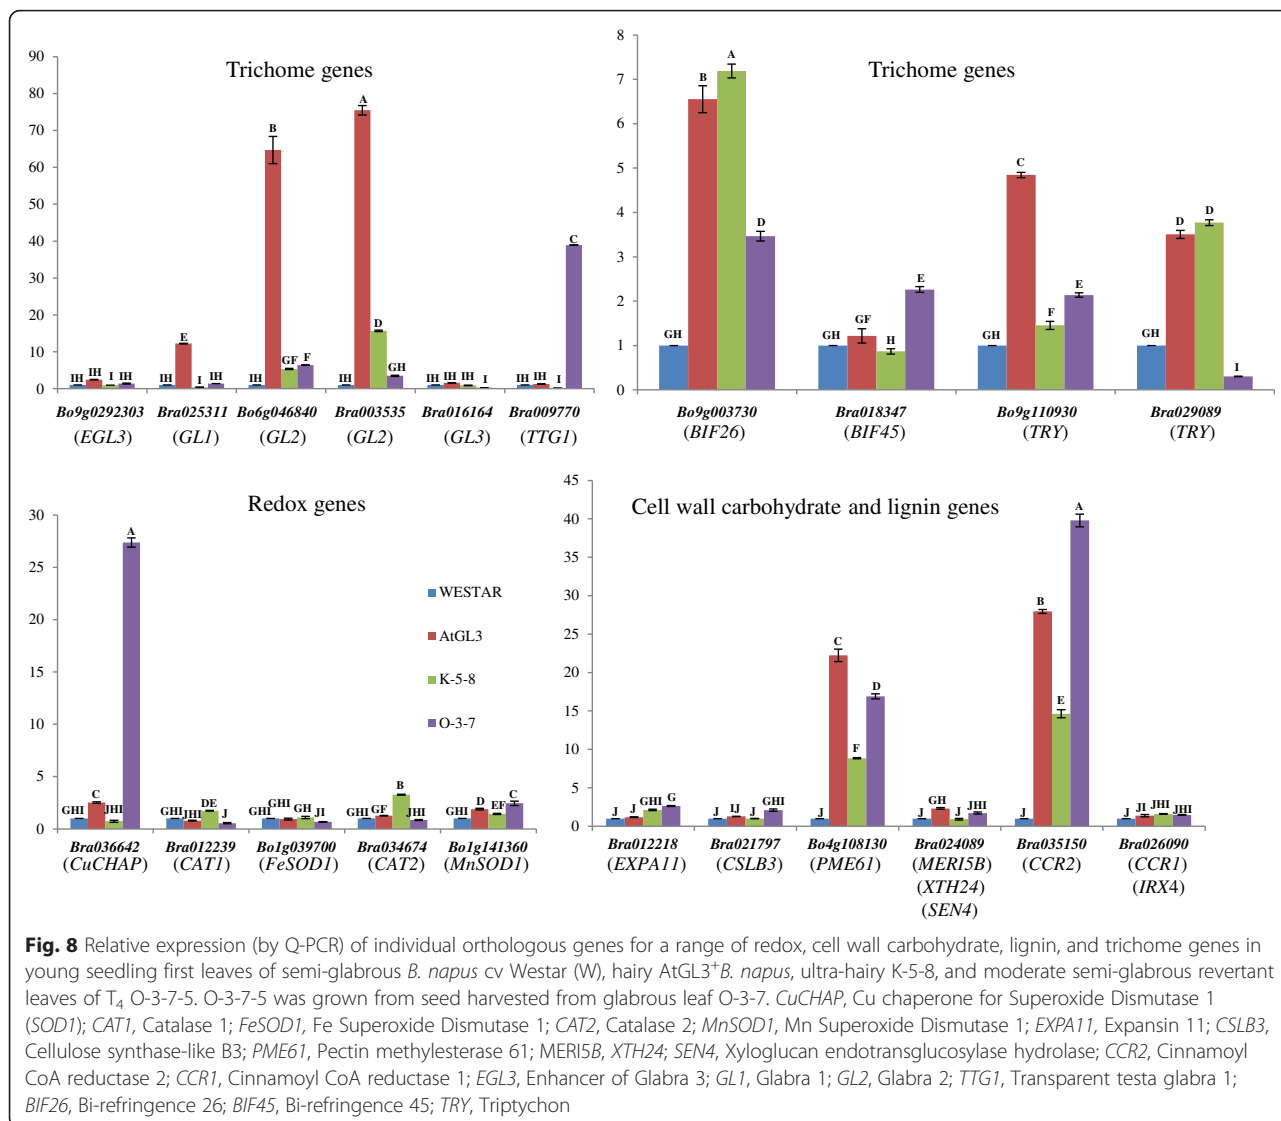 Trichome genes
90
80
70
60
50
40
30
20
10
0
IH IH I IH
IH E I IH
IH B GF F
IH A D GH
IH IH IH I
IH IH I C
Bo9g0292303 Bra025311 Bo6g046840 Bra003535 Bra016164 Bra009770
(EGL3) (GL1) (GL2) (GL2) (GL3) (TTG1)
Trichome genes
8
7
6
5
4
3
2
1
0
GH B A D
GH GF H E
GH C F E
GH D D I
Bo9g003730 Bra018347 Bo9g110930 Bra029089
(BIF26) (BIF45) (TRY) (TRY)
Redox genes
30
25
20
15
10
5
0
GHI C JHI A
GHI JHI DE J
GHI GHI GH JI
GHI GF B JHI
GHI D EF C
WESTAR
AtGL3
K-5-8
O-3-7
Bra036642 Bra012239 Bo1g039700 Bra034674 Bo1g141360
(CuCHAP) (CAT1) (FeSOD1) (CAT2) (MnSOD1)
Cell wall carbohydrate and lignin genes
45
40
35
30
25
20
15
10
5
0
J J GHI G
J IJ J GHI
J C F D
J GH J JHI
J B E A
J JI JHI JHI
Bra012218 Bra021797 Bo4g108130 Bra024089 Bra035150 Bra026090
(EXPA11) (CSLB3) (PME61) (MERI5B) (CCR2) (CCR1)
(XTH24) (IRX4)
(SEN4)
Fig. 8 Relative expression (by Q-PCR) of individual orthologous genes for a range of redox, cell wall carbohydrate, lignin, and trichome genes in
young seedling first leaves of semi-glabrous B. napus cv Westar (W), hairy AtGL3+B. napus, ultra-hairy K-5-8, and moderate semi-glabrous revertant
leaves of T4 O-3-7-5. O-3-7-5 was grown from seed harvested from glabrous leaf O-3-7. CuCHAP, Cu chaperone for Superoxide Dismutase 1
(SOD1); CAT1, Catalase 1; FeSOD1, Fe Superoxide Dismutase 1; CAT2, Catalase 2; MnSOD1, Mn Superoxide Dismutase 1; EXPA11, Expansin 11; CSLB3,
Cellulose synthase-like B3; PME61, Pectin methylesterase 61; MERI5B, XTH24; SEN4, Xyloglucan endotransglucosylase hydrolase; CCR2, Cinnamoyl
CoA reductase 2; CCR1, Cinnamoyl CoA reductase 1; EGL3, Enhancer of Glabra 3; GL1, Glabra 1; GL2, Glabra 2; TTG1, Transparent testa glabra 1;
BIF26, Bi-refringence 26; BIF45, Bi-refringence 45; TRY, Triptychon